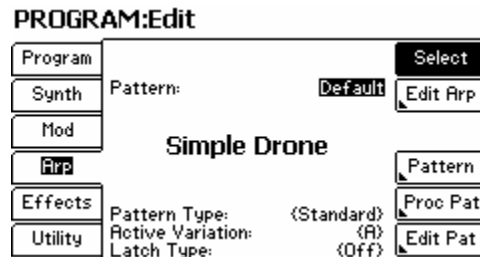 PROGRAM:Edit
Program
Select
Synth
Pattern: Default
Edit Arp
Mod
Simple Drone
Arp
Pattern
Effects
Proc Pat
Pattern Type: (Standard)
Utility
Active Variation: (A)
Edit Pat
Latch Type: (Off)